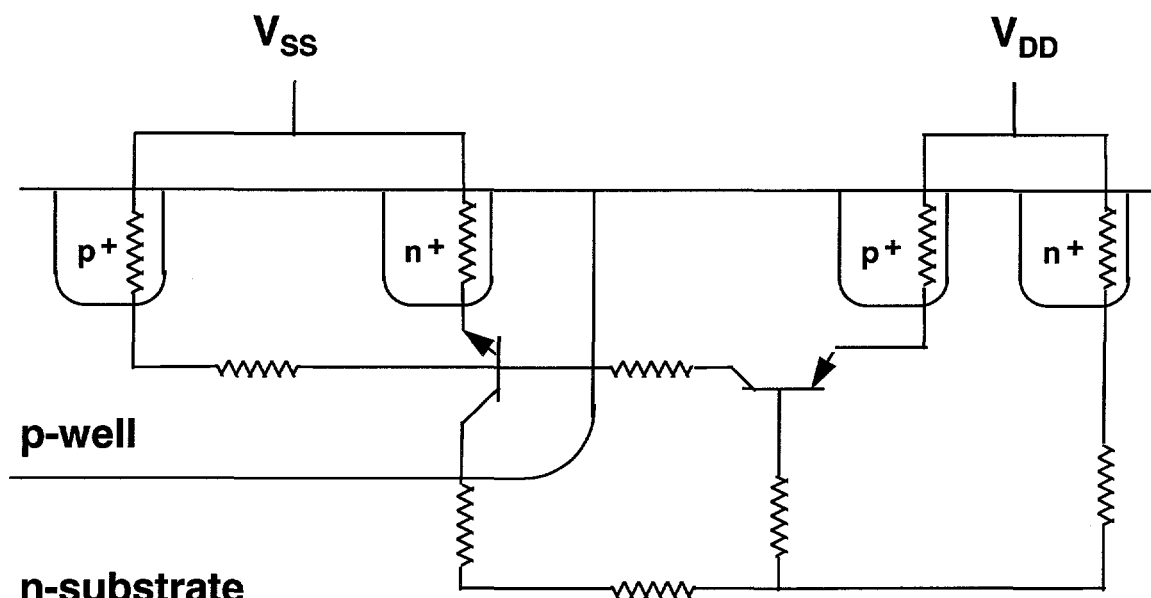 VSS
VDD
p+
n+
p+
n+
p-well
n-substrate